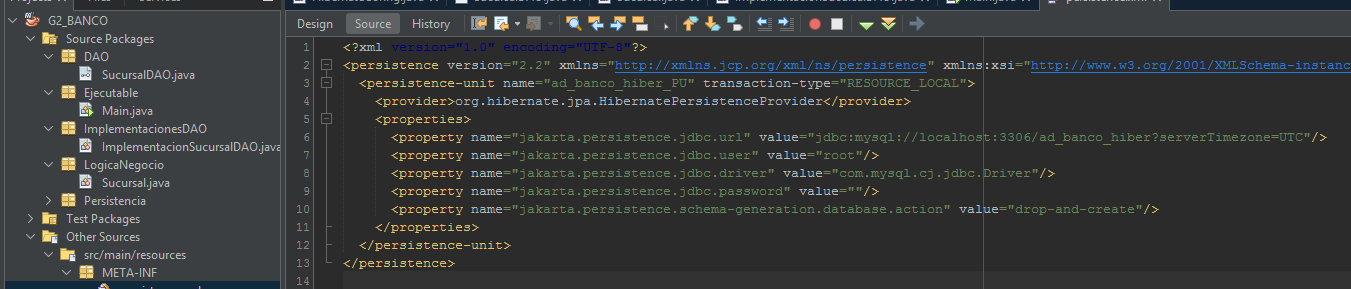 G2_BANCO
Source Packages
DAO
SucursalDAO.java
Ejecutable
Main.java
ImplementacionesDAO
ImplementacionSucursalDAO.java
LogicaNegocio
Sucursal.java
Persistencia
Test Packages
Other Sources
src/main/resources
META-INF
Design Source History
1 <?xml version="1.0" encoding="UTF-8"?>
2 <persistence version="2.2" xmlns="http://xmlns.jcp.org/xml/ns/persistence" xmlns:xsi="http://www.w3.org/2001/XMLSchema-instanc
3 <persistence-unit name="ad_banco_hiber_PU" transaction-type="RESOURCE_LOCAL">
4 <provider>org.hibernate.jpa.HibernatePersistenceProvider</provider>
5 <properties>
6 <property name="jakarta.persistence.jdbc.url" value="jdbc:mysql://localhost:3306/ad_banco_hiber?serverTimezone=UTC"/>
7 <property name="jakarta.persistence.jdbc.user" value="root"/>
8 <property name="jakarta.persistence.jdbc.driver" value="com.mysql.cj.jdbc.Driver"/>
9 <property name="jakarta.persistence.jdbc.password" value=""/>
10 <property name="jakarta.persistence.schema-generation.database.action" value="drop-and-create"/>
11 </properties>
12 </persistence-unit>
13 </persistence>
14